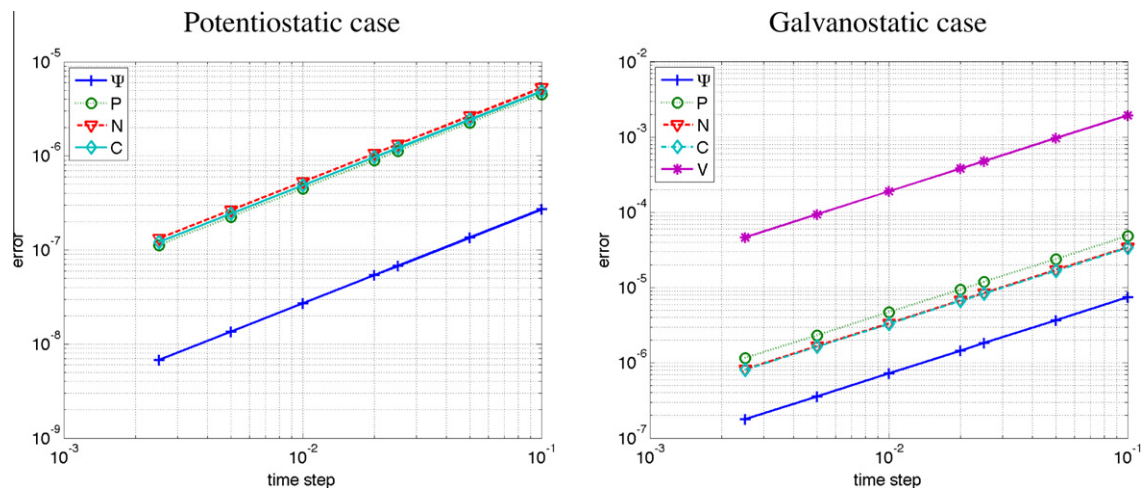 Potentiostatic case
Galvanostatic case
10^-5
10^-6
10^-7
10^-8
10^-9
error
Ψ
P
N
C
10^-3
10^-2
10^-1
time step
10^-2
10^-3
10^-4
10^-5
10^-6
10^-7
error
Ψ
P
N
C
V
10^-3
10^-2
10^-1
time step